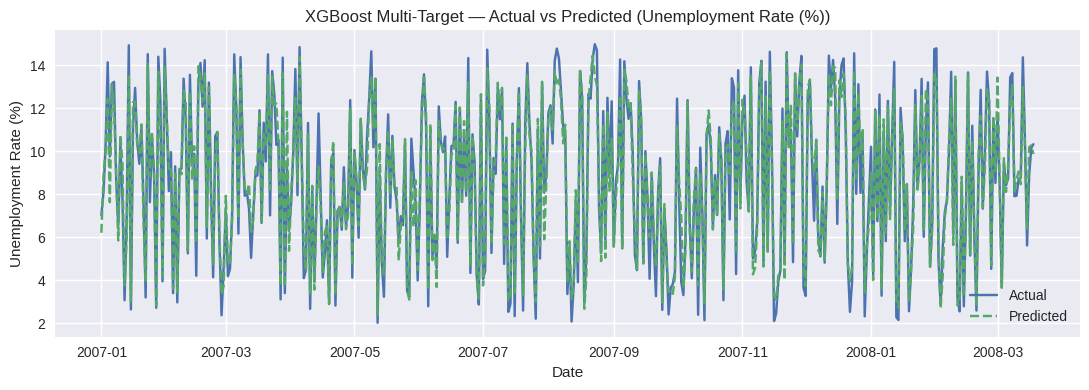 XGBoost Multi-Target — Actual vs Predicted (Unemployment Rate (%))
Unemployment Rate (%)
14
12
10
8
6
4
2
Actual
Predicted
2007-01 2007-03 2007-05 2007-07 2007-09 2007-11 2008-01 2008-03
Date